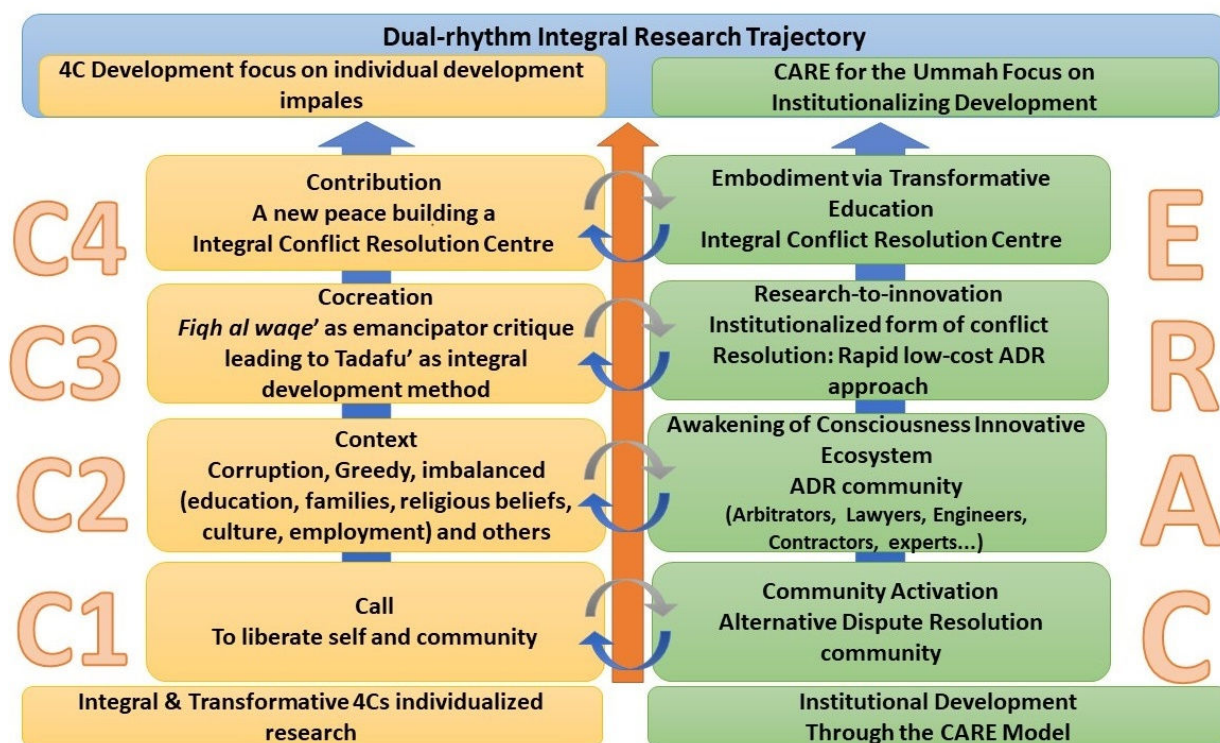 Dual-rhythm Integral Research Trajectory
4C Development focus on individual development
impales
CARE for the Ummah Focus on
Institutionalizing Development
C4
Contribution
A new peace building a
Integral Conflict Resolution Centre
Embodiment via Transformative
Education
Integral Conflict Resolution Centre
E
C3
Cocreation
Fiqh al waqe' as emancipator critique
leading to Tadafu' as integral
development method
Research-to-innovation
Institutionalized form of conflict
Resolution: Rapid low-cost ADR
approach
R
C2
Context
Corruption, Greedy, imbalanced
(education, families, religious beliefs,
culture, employment) and others
Awakening of Consciousness Innovative
Ecosystem
ADR community
(Arbitrators, Lawyers, Engineers,
Contractors, experts...)
A
C1
Call
To liberate self and community
Community Activation
Alternative Dispute Resolution
community
C
Integral & Transformative 4Cs individualized
research
Institutional Development
Through the CARE Model